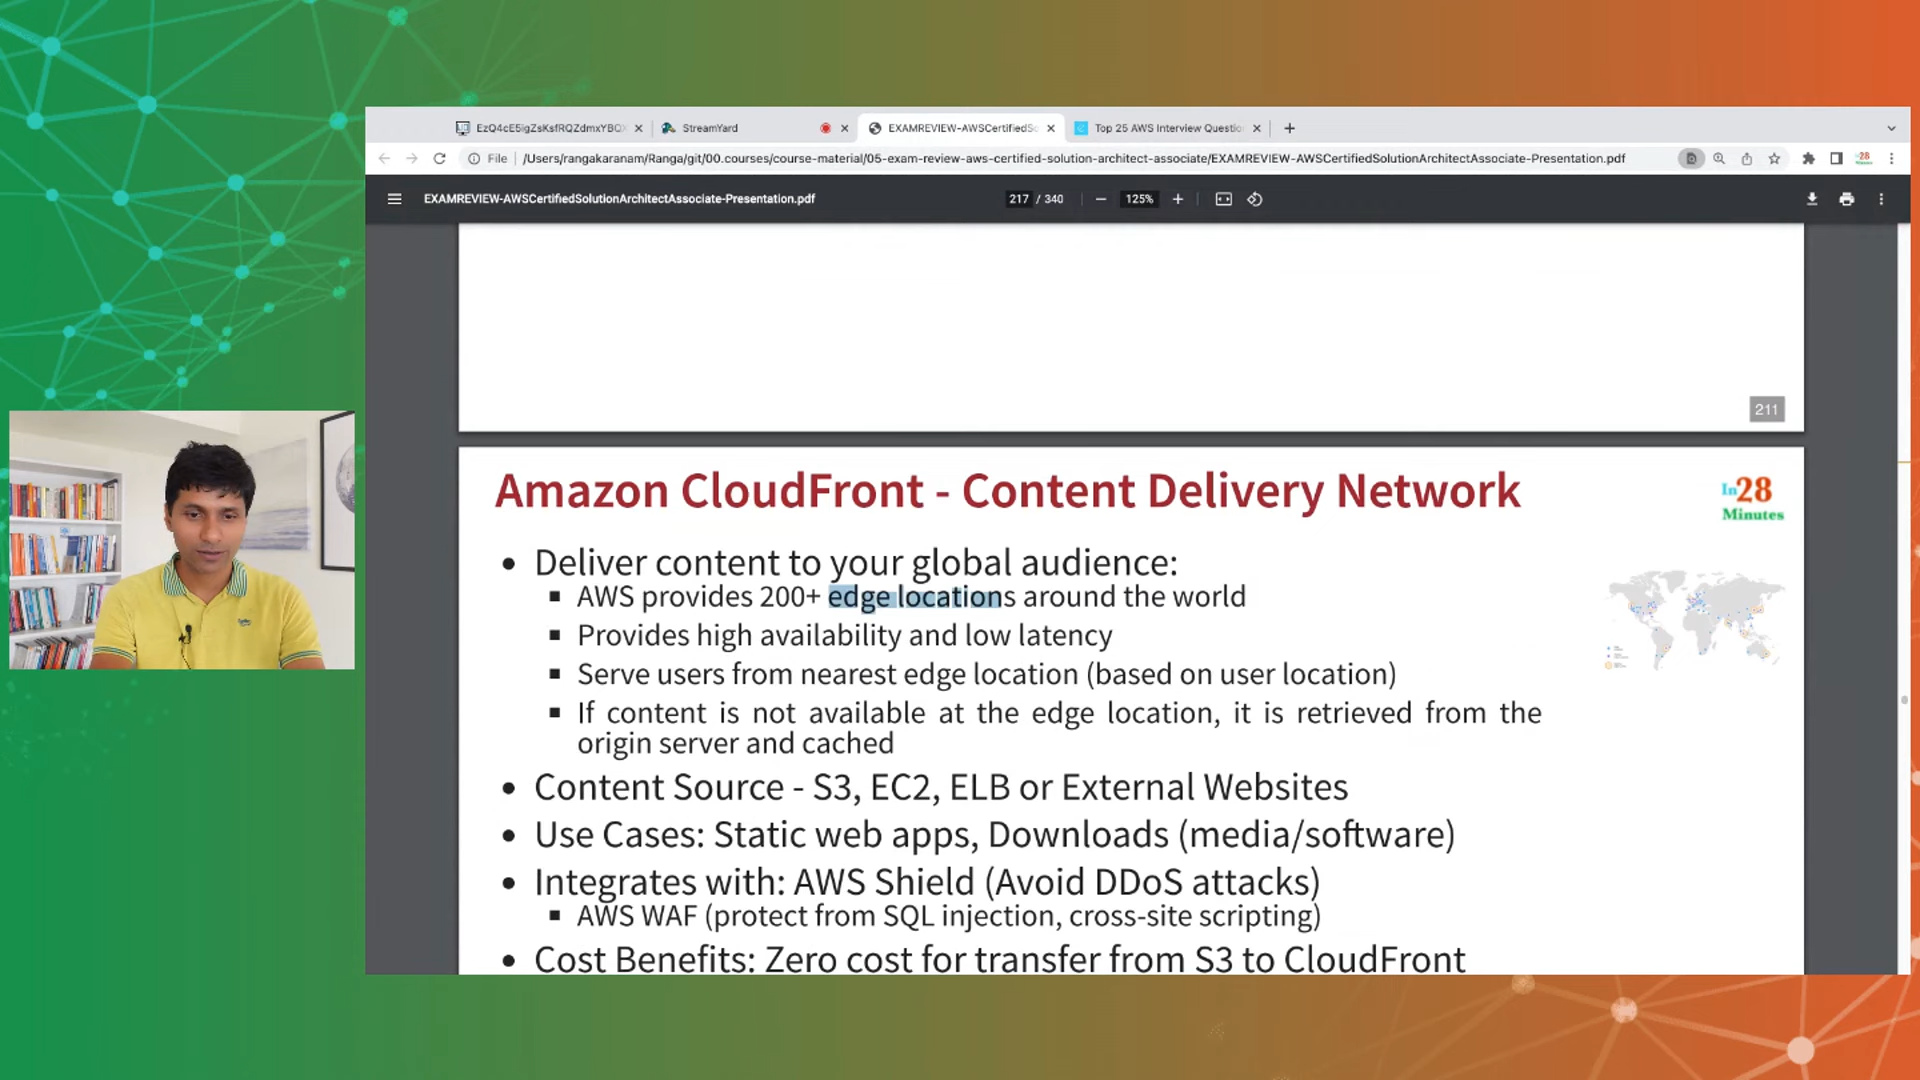 EzQ4cE5igZsKsfRQZdmxYBQX
StreamYard
EXAMREVIEW-AWSCertifiedSo
Top 25 AWS Interview Questio
File
/Users/rangakaranam/Ranga/git/00.courses/course-material/05-exam-review-aws-certified-solution-architect-associate/EXAMREVIEW-AWSCertifiedSolutionArchitectAssociate-Presentation.pdf
EXAMREVIEW-AWSCertifiedSolutionArchitectAssociate-Presentation.pdf
217 / 340
125%
211
Amazon CloudFront - Content Delivery Network
In28
Minutes
• Deliver content to your global audience:
▪ AWS provides 200+ edge locations around the world
▪ Provides high availability and low latency
▪ Serve users from nearest edge location (based on user location)
▪ If content is not available at the edge location, it is retrieved from the
origin server and cached
• Content Source - S3, EC2, ELB or External Websites
• Use Cases: Static web apps, Downloads (media/software)
• Integrates with: AWS Shield (Avoid DDoS attacks)
▪ AWS WAF (protect from SQL injection, cross-site scripting)
• Cost Benefits: Zero cost for transfer from S3 to CloudFront